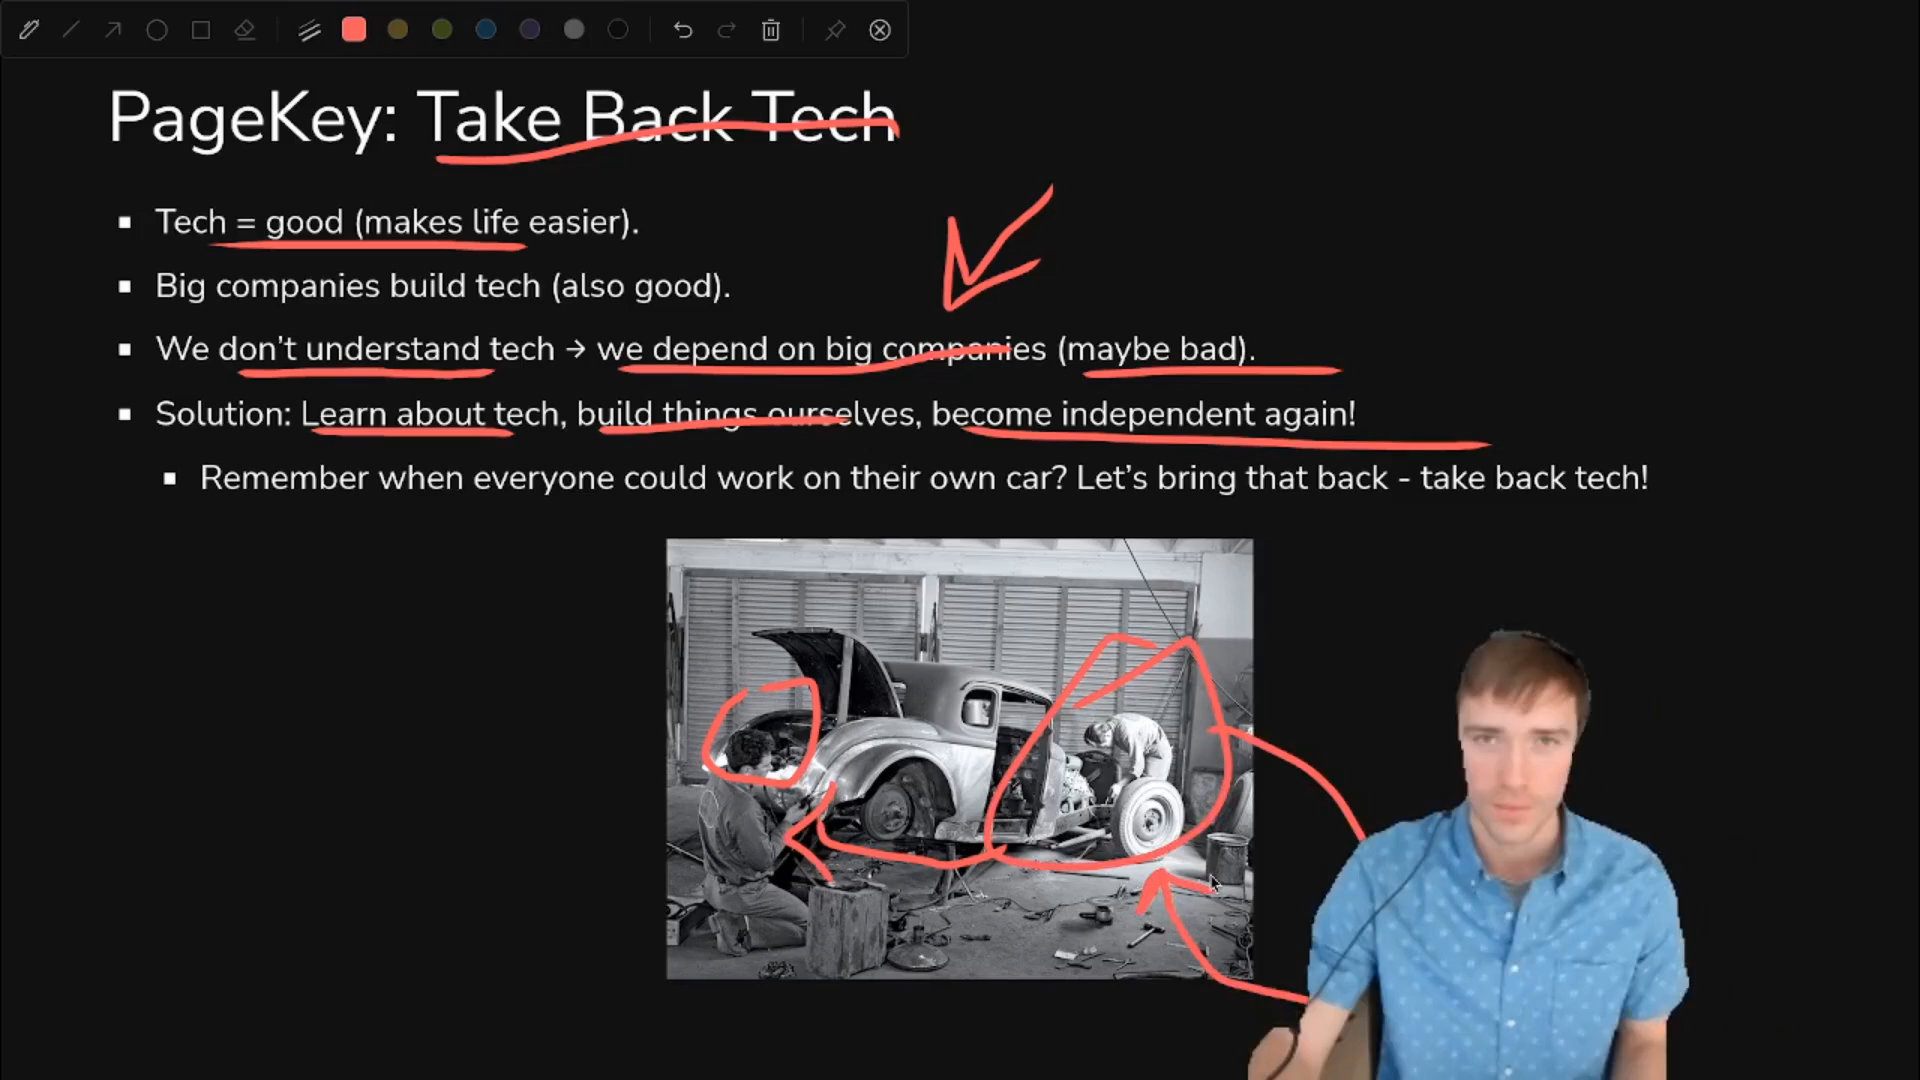 PageKey: Take Back Tech
Tech = good (makes life easier).
Big companies build tech (also good).
We don’t understand tech → we depend on big companies (maybe bad).
Solution: Learn about tech, build things ourselves, become independent again!
Remember when everyone could work on their own car? Let’s bring that back - take back tech!